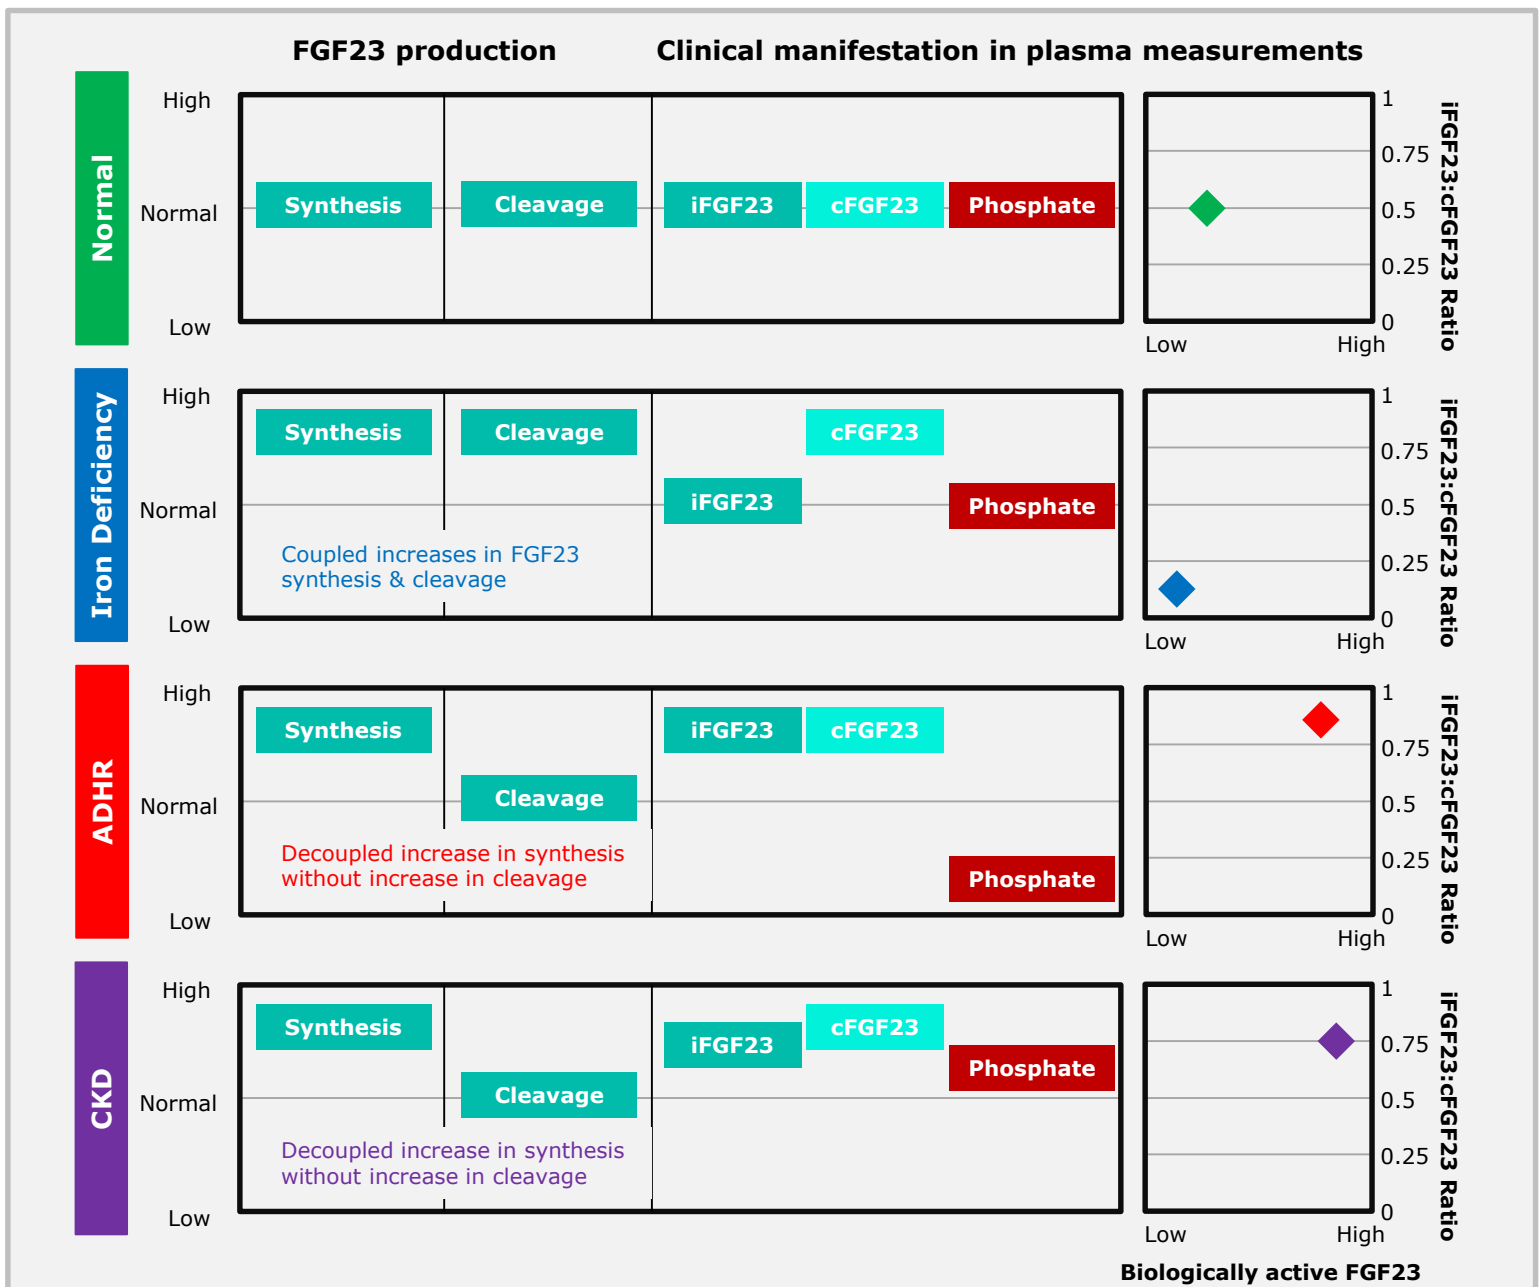 FGF23 production
Clinical manifestation in plasma measurements
Normal
High
Normal
Low
Synthesis
Cleavage
iFGF23
cFGF23
Phosphate
1
0.75
0.5
0.25
0
Low
High
iFGF23:cFGF23 Ratio
Iron Deficiency
High
Normal
Low
Synthesis
Cleavage
cFGF23
iFGF23
Phosphate
Coupled increases in FGF23
synthesis & cleavage
1
0.75
0.5
0.25
0
Low
High
iFGF23:cFGF23 Ratio
ADHR
High
Normal
Low
Synthesis
Cleavage
iFGF23
cFGF23
Phosphate
Decoupled increase in synthesis
without increase in cleavage
1
0.75
0.5
0.25
0
Low
High
iFGF23:cFGF23 Ratio
CKD
High
Normal
Low
Synthesis
Cleavage
iFGF23
cFGF23
Phosphate
Decoupled increase in synthesis
without increase in cleavage
1
0.75
0.5
0.25
0
Low
High
iFGF23:cFGF23 Ratio
Biologically active FGF23